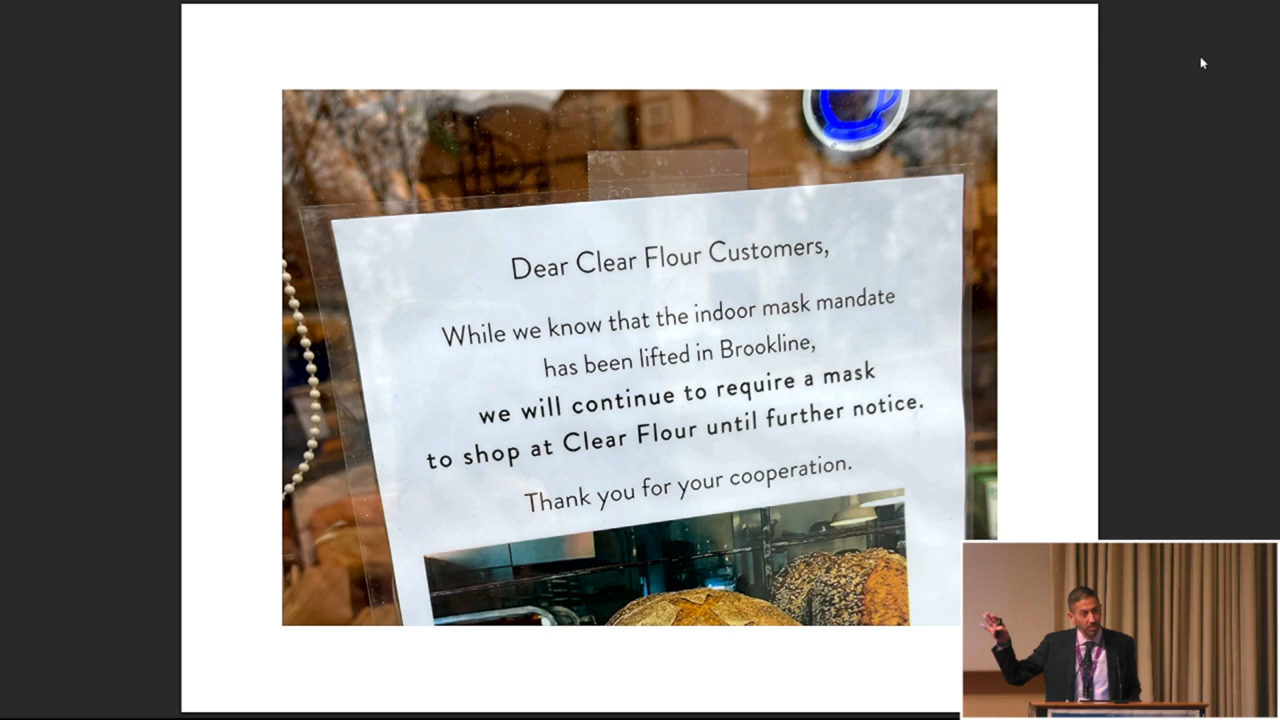 Dear Clear Flour Customers,
While we know that the indoor mask mandate
has been lifted in Brookline,
we will continue to require a mask
to shop at Clear Flour until further notice.
Thank you for your cooperation.